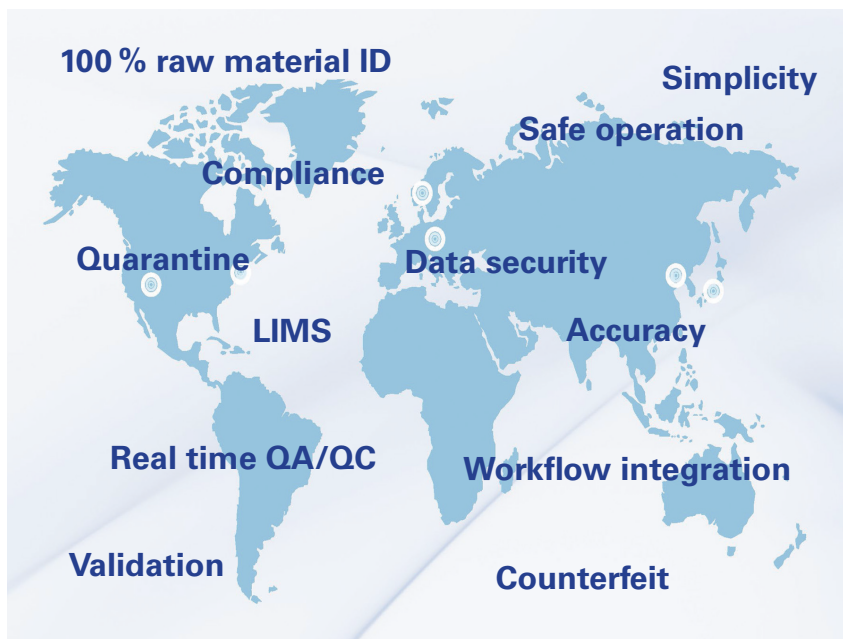 100 % raw material ID
Simplicity
Safe operation
Compliance
Quarantine
Data security
LIMS
Accuracy
Real time QA/QC
Workflow integration
Validation
Counterfeit